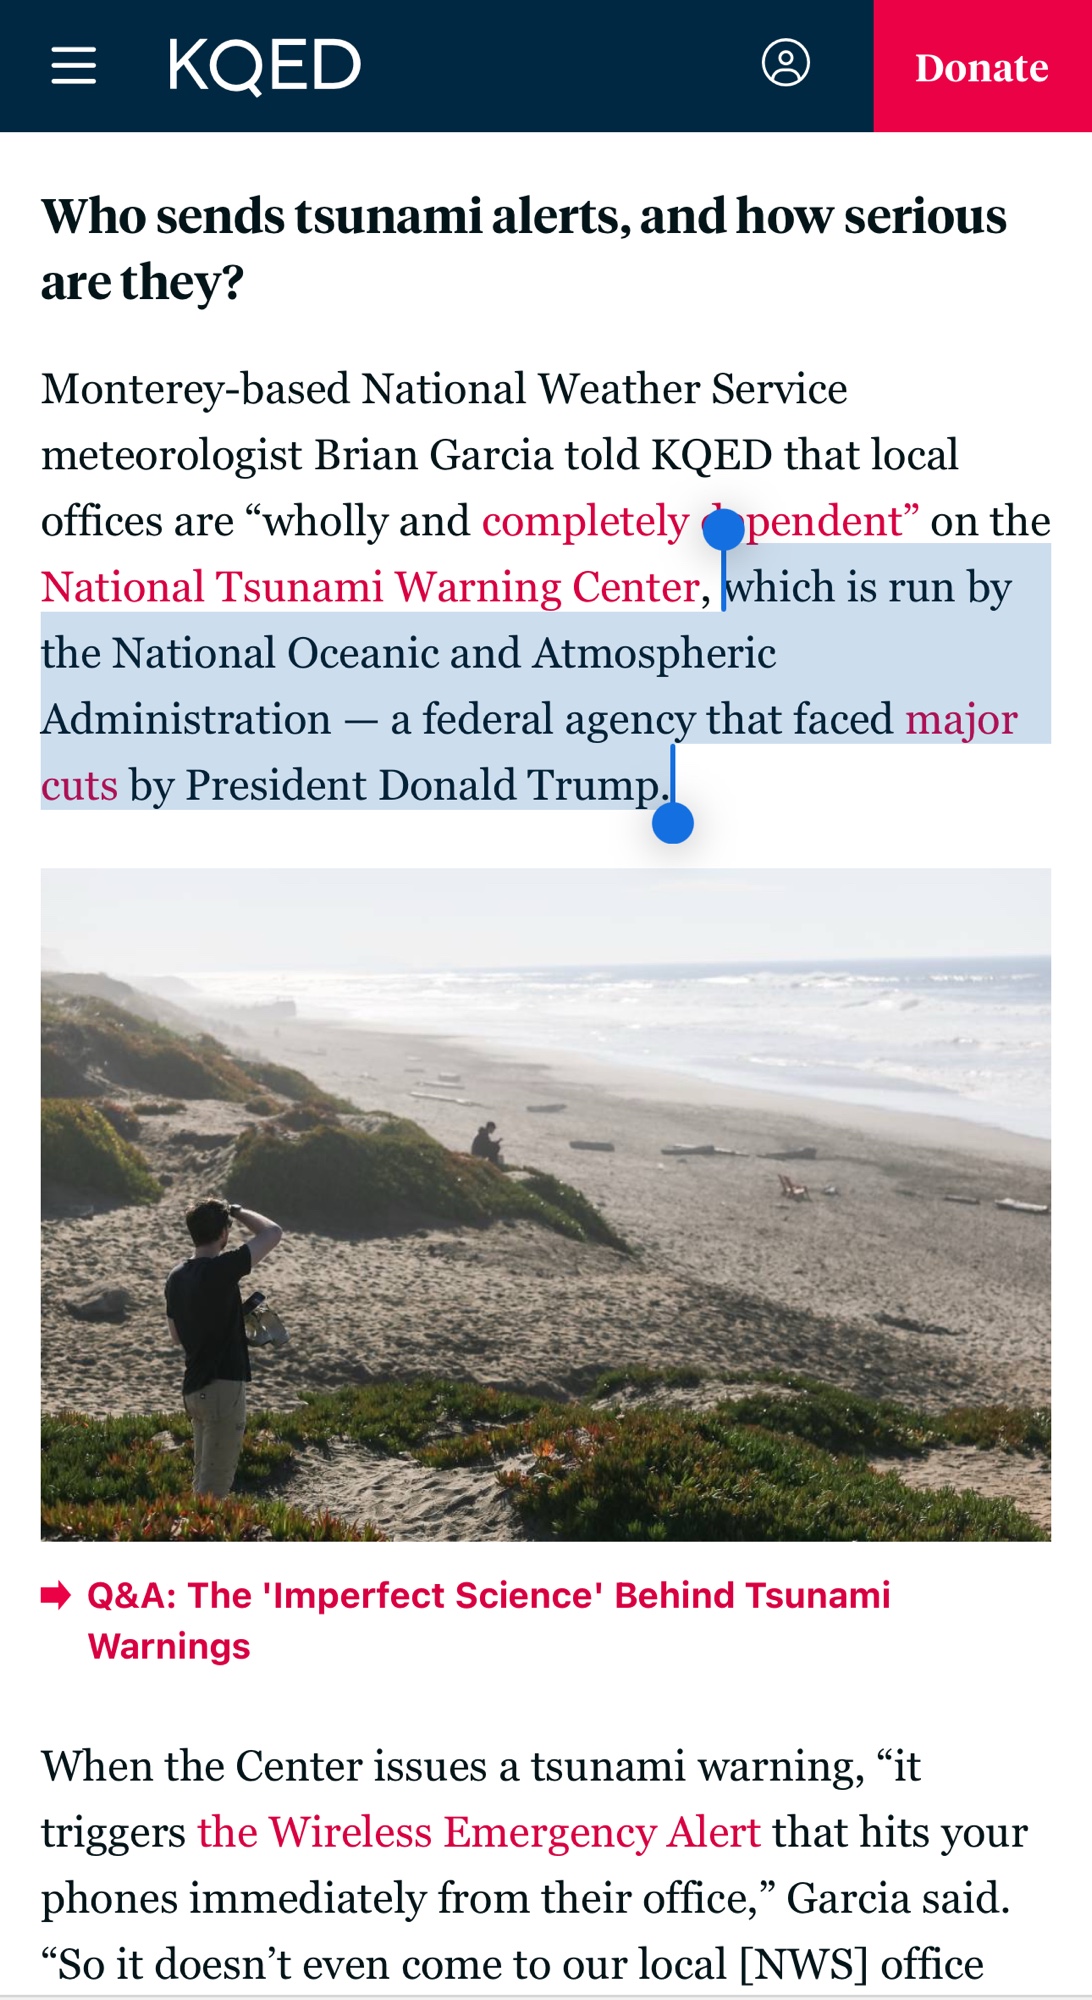 KQED
Donate
Who sends tsunami alerts, and how serious
are they?
Monterey-based National Weather Service
meteorologist Brian Garcia told KQED that local
offices are “wholly and completely dependent” on the
National Tsunami Warning Center, which is run by
the National Oceanic and Atmospheric
Administration — a federal agency that faced major
cuts by President Donald Trump.
Q&A: The 'Imperfect Science' Behind Tsunami
Warnings
When the Center issues a tsunami warning, “it
triggers the Wireless Emergency Alert that hits your
phones immediately from their office,” Garcia said.
“So it doesn’t even come to our local [NWS] office